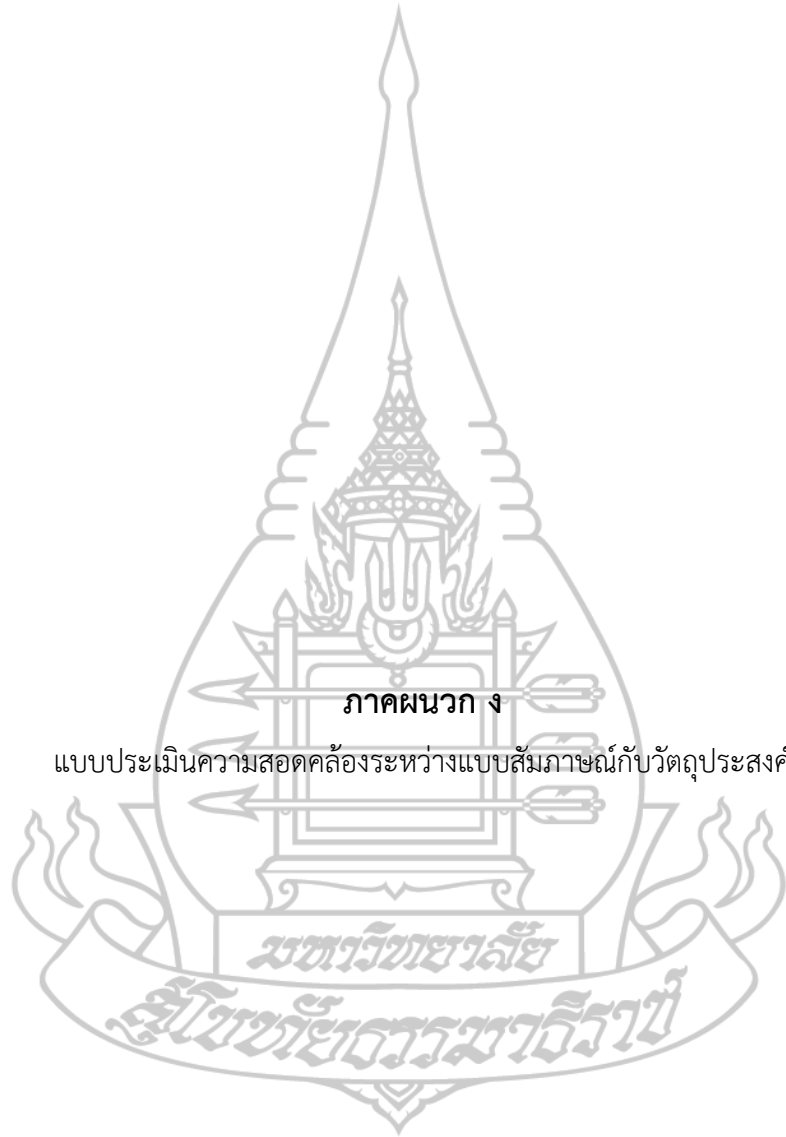 ภาคผนวก ง
แบบประเมินความสอดคล้องระหว่างแบบสัมภาษณ์กับวัตถุประสงค์
มหาวิทยาลัย
สุโขทัยธรรมาธิราช